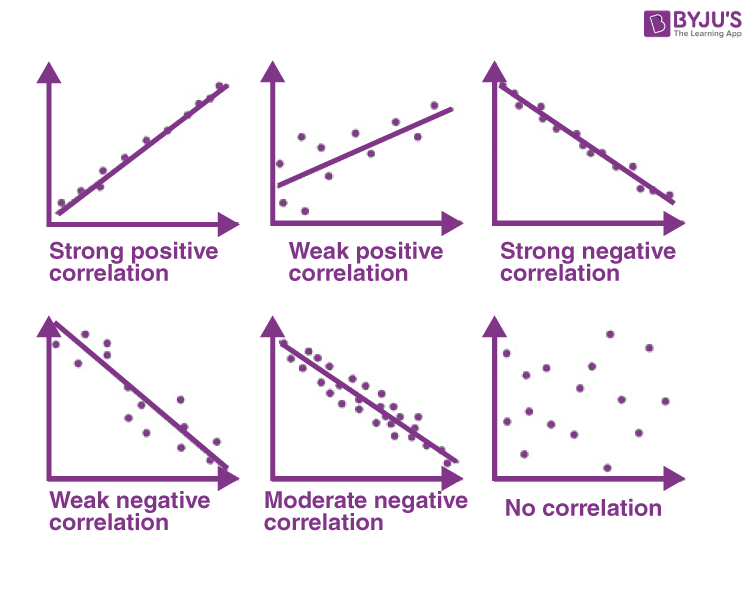 BYJU'S
The Learning App
Strong positive
correlation
Weak positive
correlation
Strong negative
correlation
Weak negative
correlation
Moderate negative
correlation
No correlation